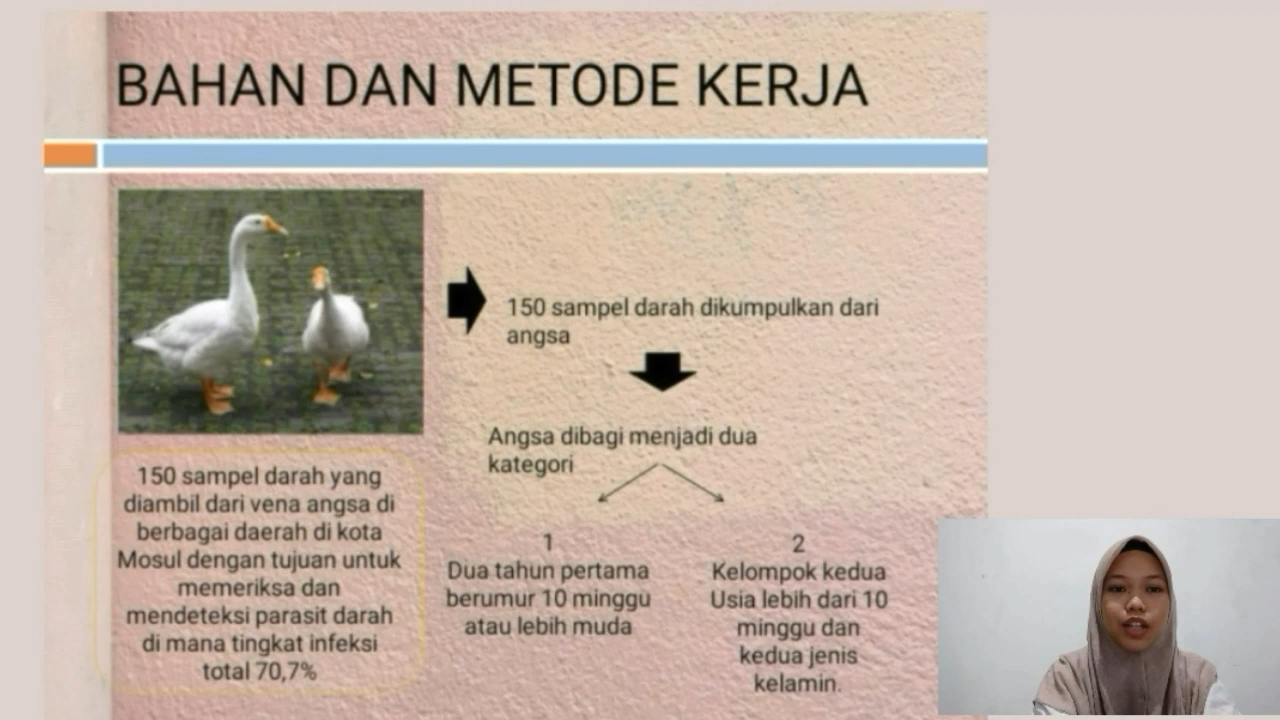 BAHAN DAN METODE KERJA
150 sampel darah dikumpulkan dari
angsa
Angsa dibagi menjadi dua
kategori
150 sampel darah yang
diambil dari vena angsa di
berbagai daerah di kota
Mosul dengan tujuan untuk
memeriksa dan
mendeteksi parasit darah
di mana tingkat infeksi
total 70,7%
1
Dua tahun pertama
berumur 10 minggu
atau lebih muda
2
Kelompok kedua
Usia lebih dari 10
minggu dan
kedua jenis
kelamin.